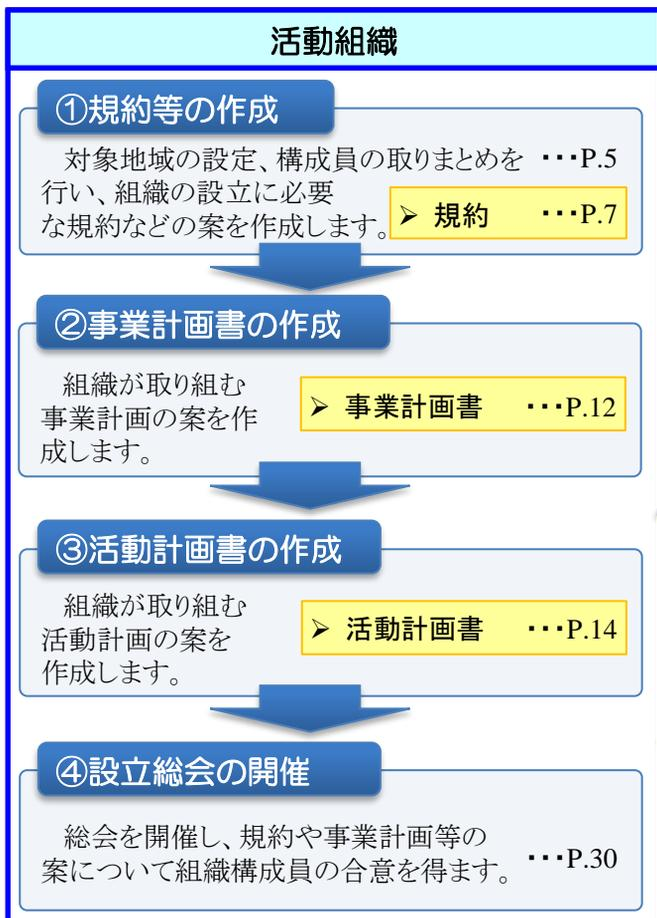 活動組織
①規約等の作成
対象地域の設定、構成員の取りまとめを ・・・P.5
行い、組織の設立に必要
な規約などの案を作成します。
➢ 規約 ・・・P.7
②事業計画書の作成
組織が取り組む
事業計画の案を作
成します。
➢ 事業計画書 ・・・P.12
③活動計画書の作成
組織が取り組む
活動計画の案を
作成します。
➢ 活動計画書 ・・・P.14
④設立総会の開催
総会を開催し、規約や事業計画等の
案について組織構成員の合意を得ます。 ・・・P.30